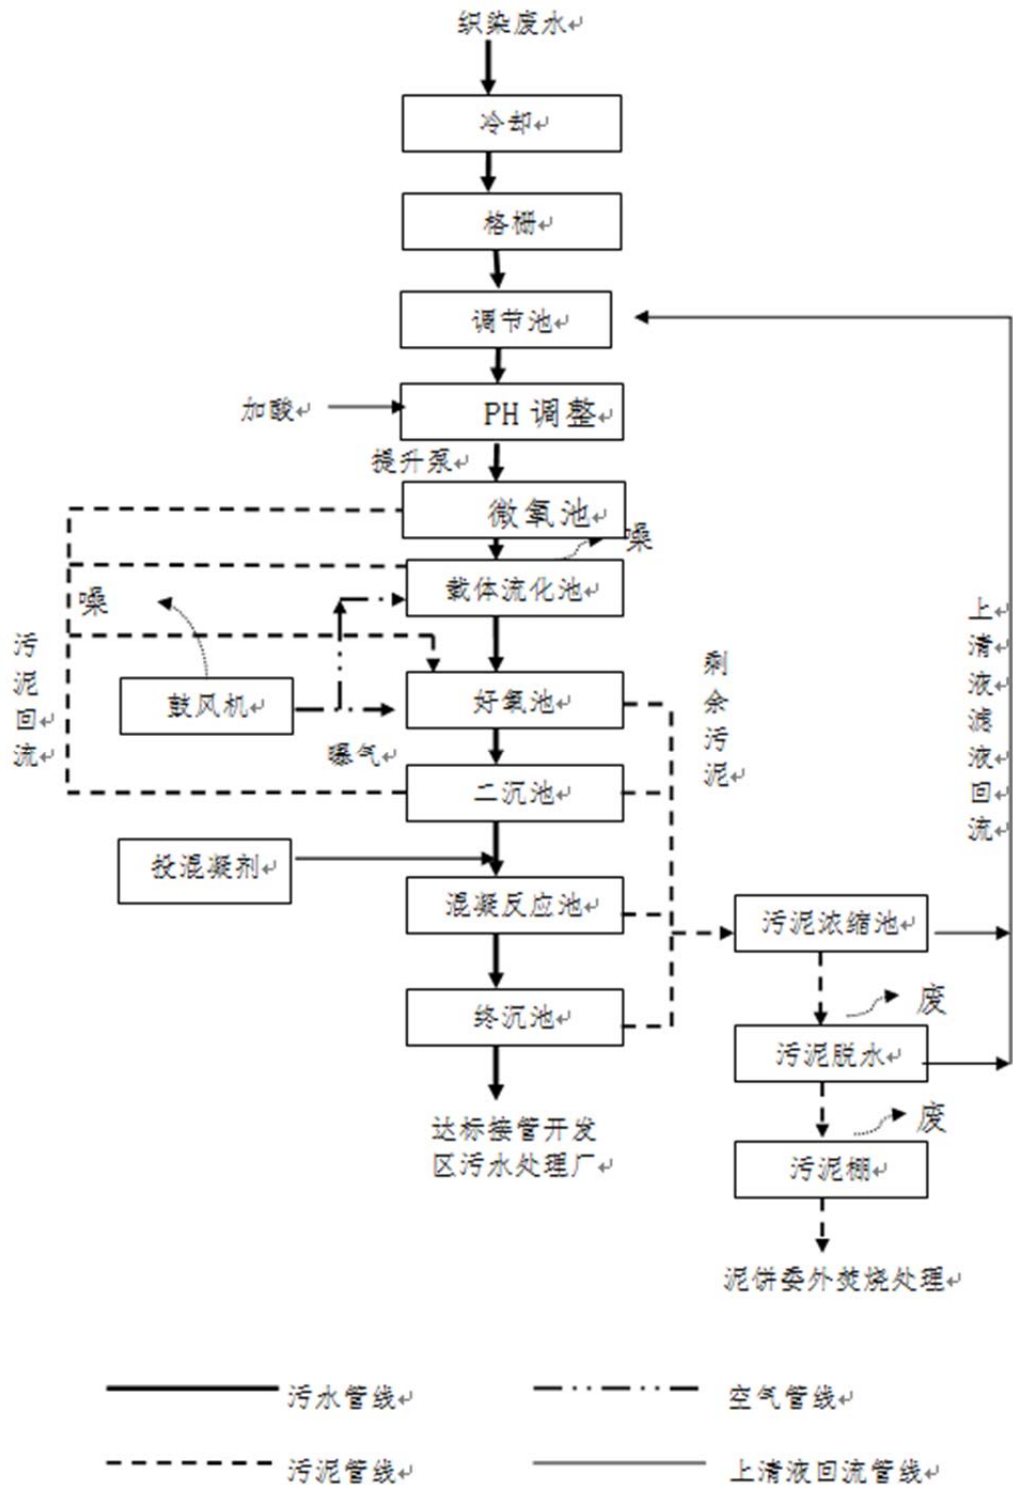 织染废水
冷却
格栅
调节池
加酸
PH 调整
提升泵
微氧池
噪
载体流化池
噪
污泥回流
鼓风机
曝气
好氧池
剩余污泥
上清液滤液回流
二沉池
投混凝剂
混凝反应池
污泥浓缩池
终沉池
废
污泥脱水
废
达标接管开发
区污水处理厂
污泥棚
泥饼委外焚烧处理
污水管线
空气管线
污泥管线
上清液回流管线